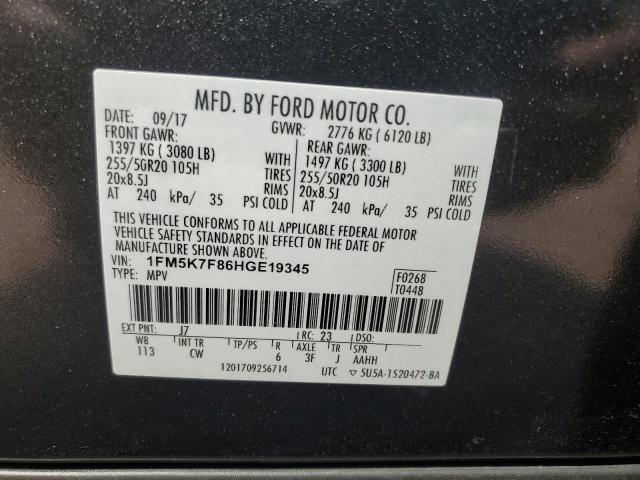 MFD. BY FORD MOTOR CO.
DATE: 09/17 GVWR: 2776 KG ( 6120 LB)
FRONT GAWR: REAR GAWR:
1397 KG ( 3080 LB) WITH 1497 KG ( 3300 LB) WITH
255/50R20 105H TIRES 255/50R20 105H TIRES
20x8.5J RIMS 20x8.5J RIMS
AT 240 kPa/ 35 PSI COLD AT 240 kPa/ 35 PSI COLD
THIS VEHICLE CONFORMS TO ALL APPLICABLE FEDERAL MOTOR
VEHICLE SAFETY STANDARDS IN EFFECT ON THE DATE OF
MANUFACTURE SHOWN ABOVE.
VIN: 1FM5K7F86HGE19345
TYPE: MPV
F0268
T0448
EXT PNT: J7 RC: 23 DSO:
WB INT TR TP/PS R AXLE TR SPR
113 CW 6 3F J AAHH
1201709256714 UTC ▽ 5U5A-1520472-BA